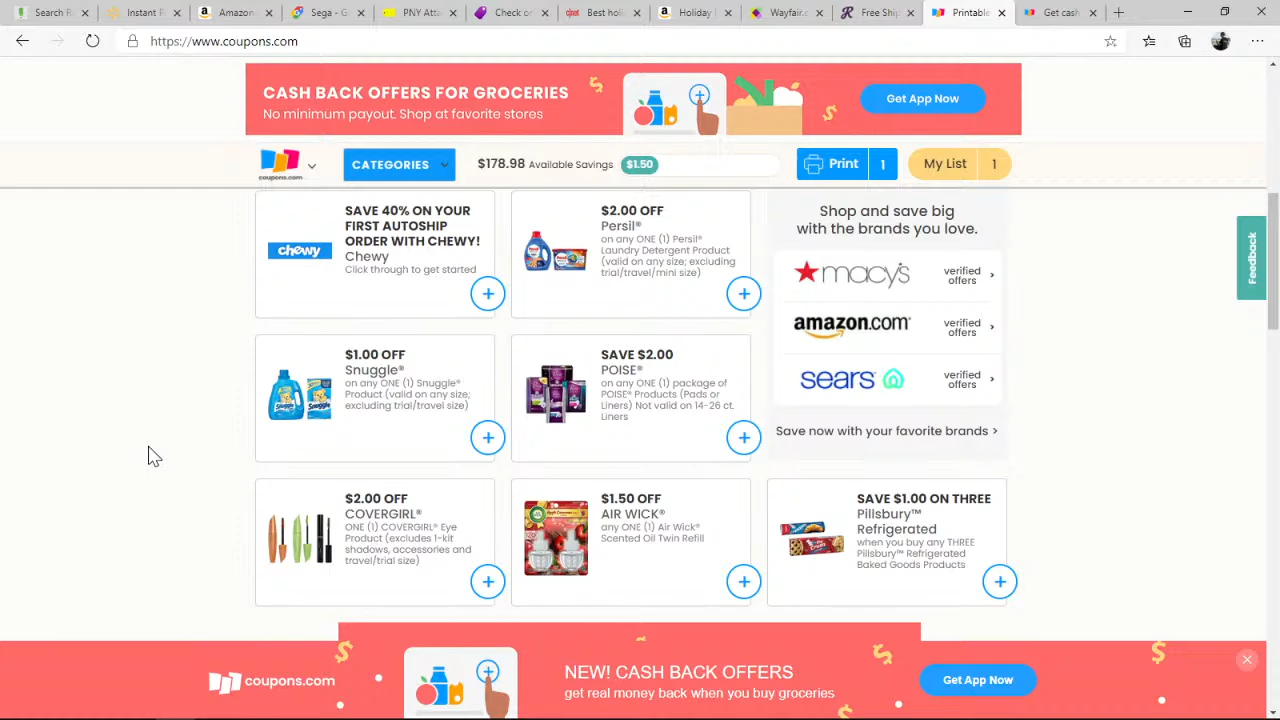 Search R
Instant R
Amazon
Sega -
PNY At
Check o
Best hol
Holiday
Wayfair.
Free Ship
Printable
Get cash
https://www.coupons.com
CASH BACK OFFERS FOR GROCERIES
No minimum payout. Shop at favorite stores
Get App Now
coupons.com
CATEGORIES
$178.98 Available Savings
$1.50
Print 1
My List 1
chewy
SAVE 40% ON YOUR
FIRST AUTOSHIP
ORDER WITH CHEWY!
Chewy
Click through to get started
$2.00 OFF
Persil®
on any ONE (1) Persil®
Laundry Detergent Product
(valid on any size; excluding
trial/travel/mini size)
Shop and save big
with the brands you love.
macy's
verified
offers >
amazon.com
verified
offers >
sears
verified
offers >
Save now with your favorite brands >
Feedback
$1.00 OFF
Snuggle®
on any ONE (1) Snuggle®
Product (valid on any size;
excluding trial/travel size)
SAVE $2.00
POISE®
on any ONE (1) package of
POISE® Products (Pads or
Liners) Not valid on 14-26 ct.
Liners
$2.00 OFF
COVERGIRL®
ONE (1) COVERGIRL® Eye
Product (excludes 1-kit
shadows, accessories and
travel/trial size)
$1.50 OFF
AIR WICK®
any ONE (1) Air Wick®
Scented Oil Twin Refill
SAVE $1.00 ON THREE
Pillsbury™
Refrigerated
when you buy any THREE
Pillsbury™ Refrigerated
Baked Goods Products
coupons.com
NEW! CASH BACK OFFERS
get real money back when you buy groceries
Get App Now